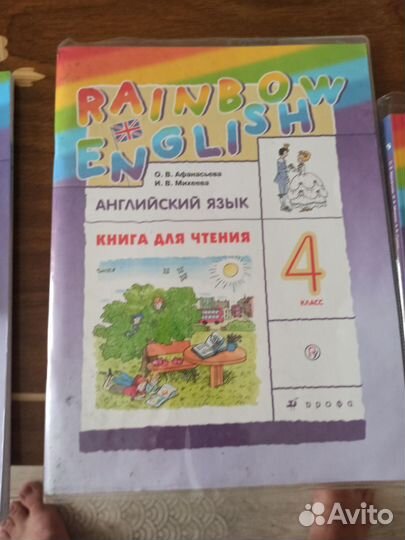 RAINBOW
ENGLISH
О. В. Афанасьева
И. В. Михеева
АНГЛИЙСКИЙ ЯЗЫК
КНИГА ДЛЯ ЧТЕНИЯ
4
КЛАСС
дрофа
Avito